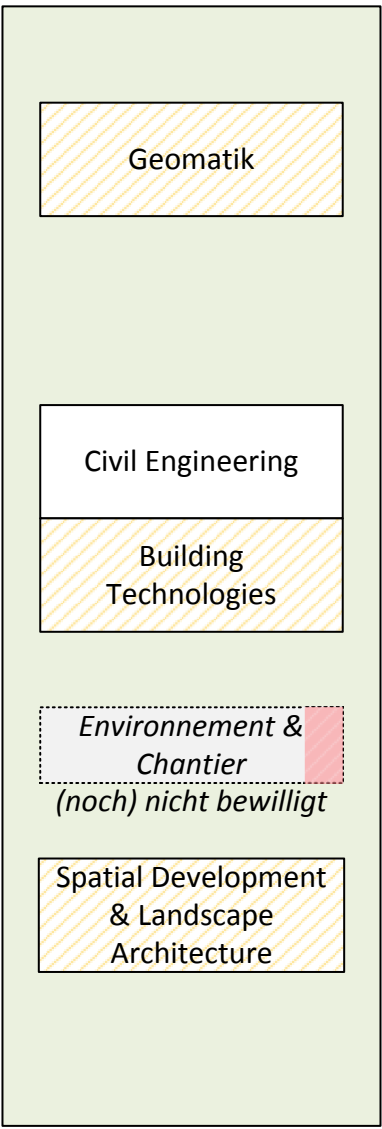 Geomatik
Civil Engineering
Building
Technologies
Environnement &
Chantier
(noch) nicht bewilligt
Spatial Development
& Landscape
Architecture